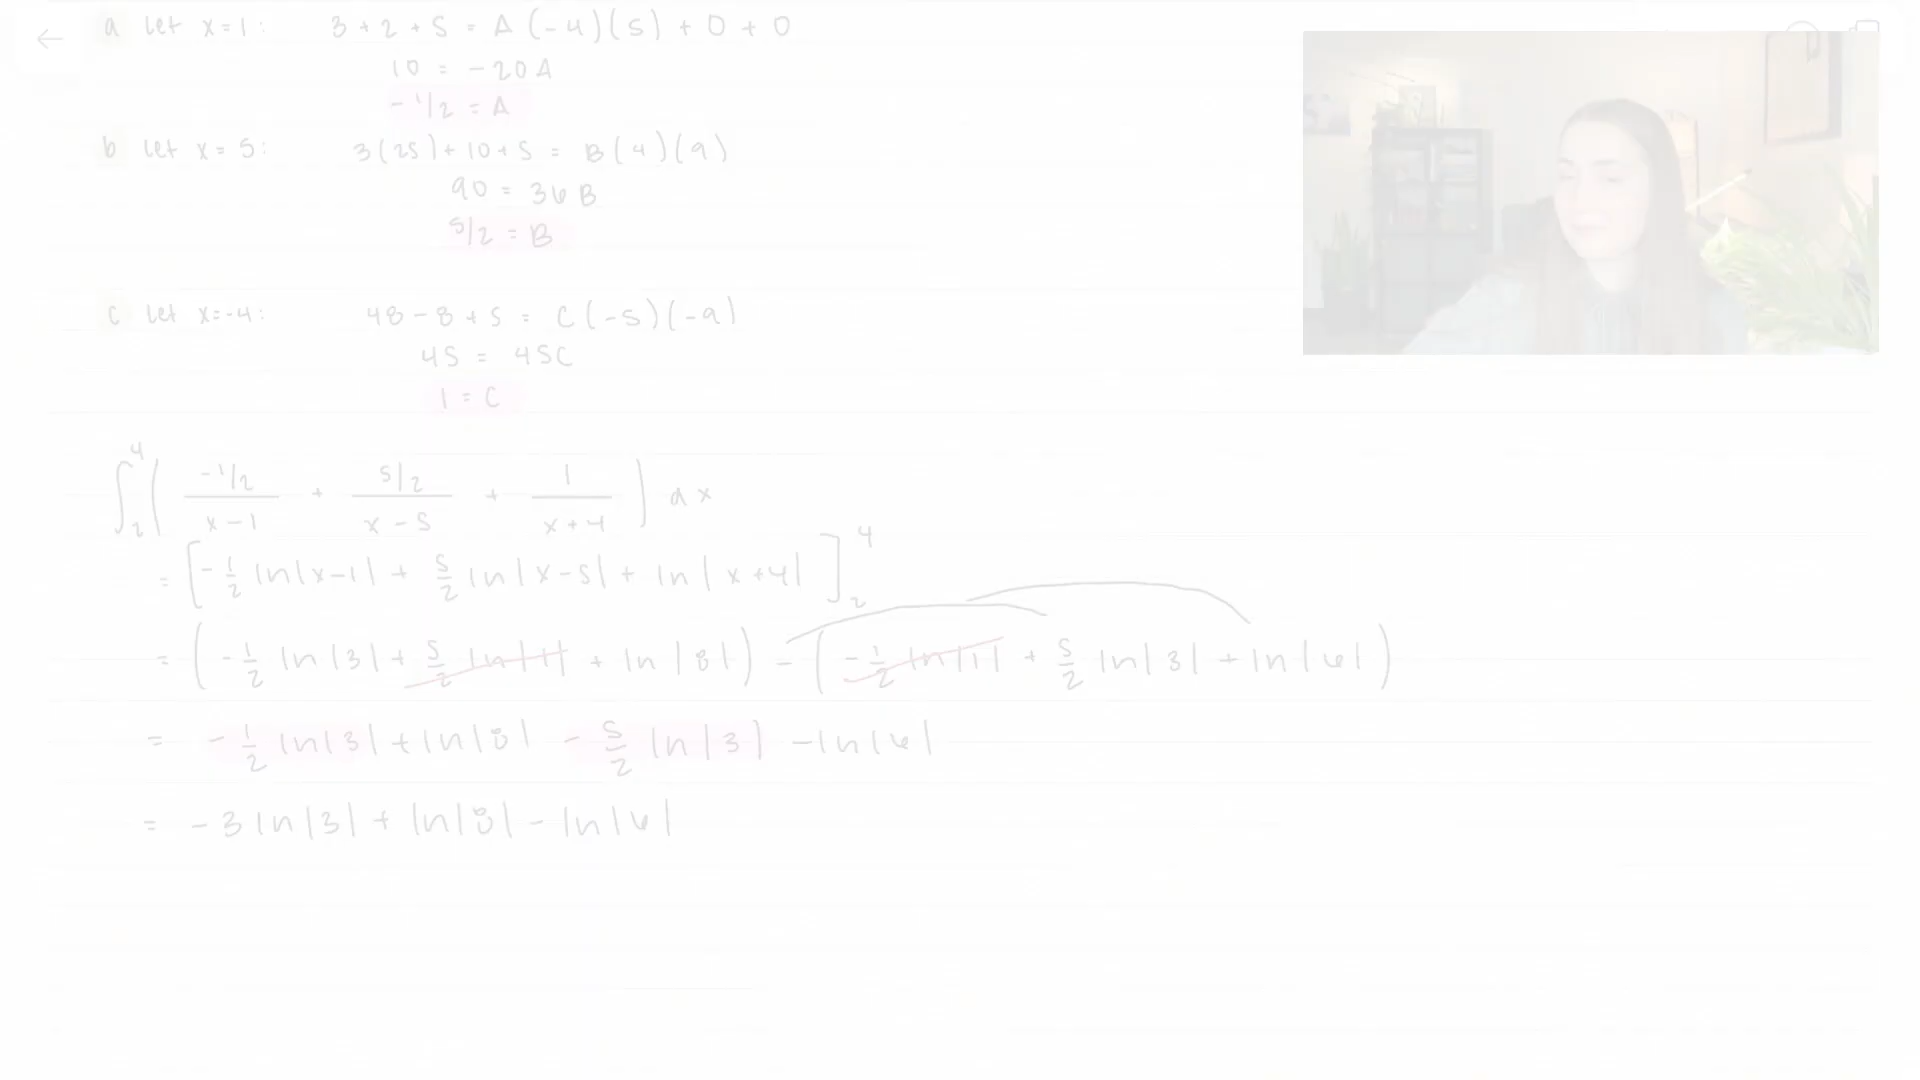 a let x=1: 3+2+5 = A(-4)(5)+0+0
10 = -20A
-1/2 = A
b let x=5: 3(25)+10+5 = B(4)(9)
90 = 36B
5/2 = B
c let x=-4: 48-8+5 = C(-5)(-9)
45 = 45C
1 = C
∫₂⁴ ( (-1/2)/(x-1) + (5/2)/(x-5) + 1/(x+4) ) dx
= [ -1/2 ln|x-1| + 5/2 ln|x-5| + ln|x+4| ]₂⁴
= ( -1/2 ln|3| + 5/2 ln|1| + ln|8| ) - ( -1/2 ln|1| + 5/2 ln|3| + ln|6| )
= -1/2 ln|3| + ln|8| - 5/2 ln|3| - ln|6|
= -3 ln|3| + ln|8| - ln|6|